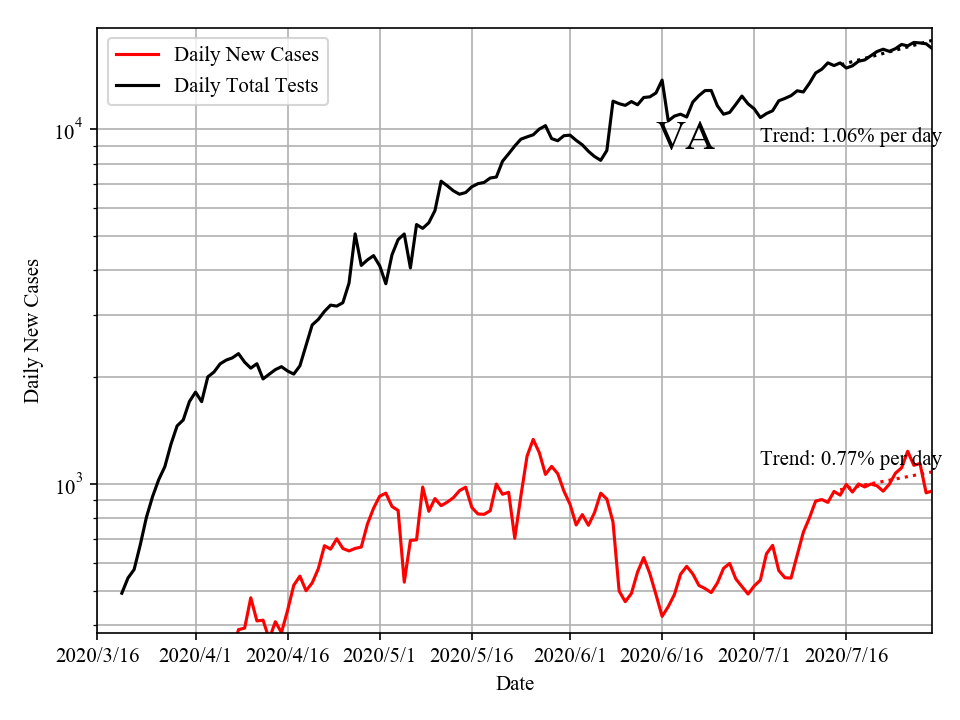 Daily New Cases
Daily Total Tests
10^4
VA
Trend: 1.06% per day
Daily New Cases
Trend: 0.77% per day
10^3
2020/3/16 2020/4/1 2020/4/16 2020/5/1 2020/5/16 2020/6/1 2020/6/16 2020/7/1 2020/7/16
Date